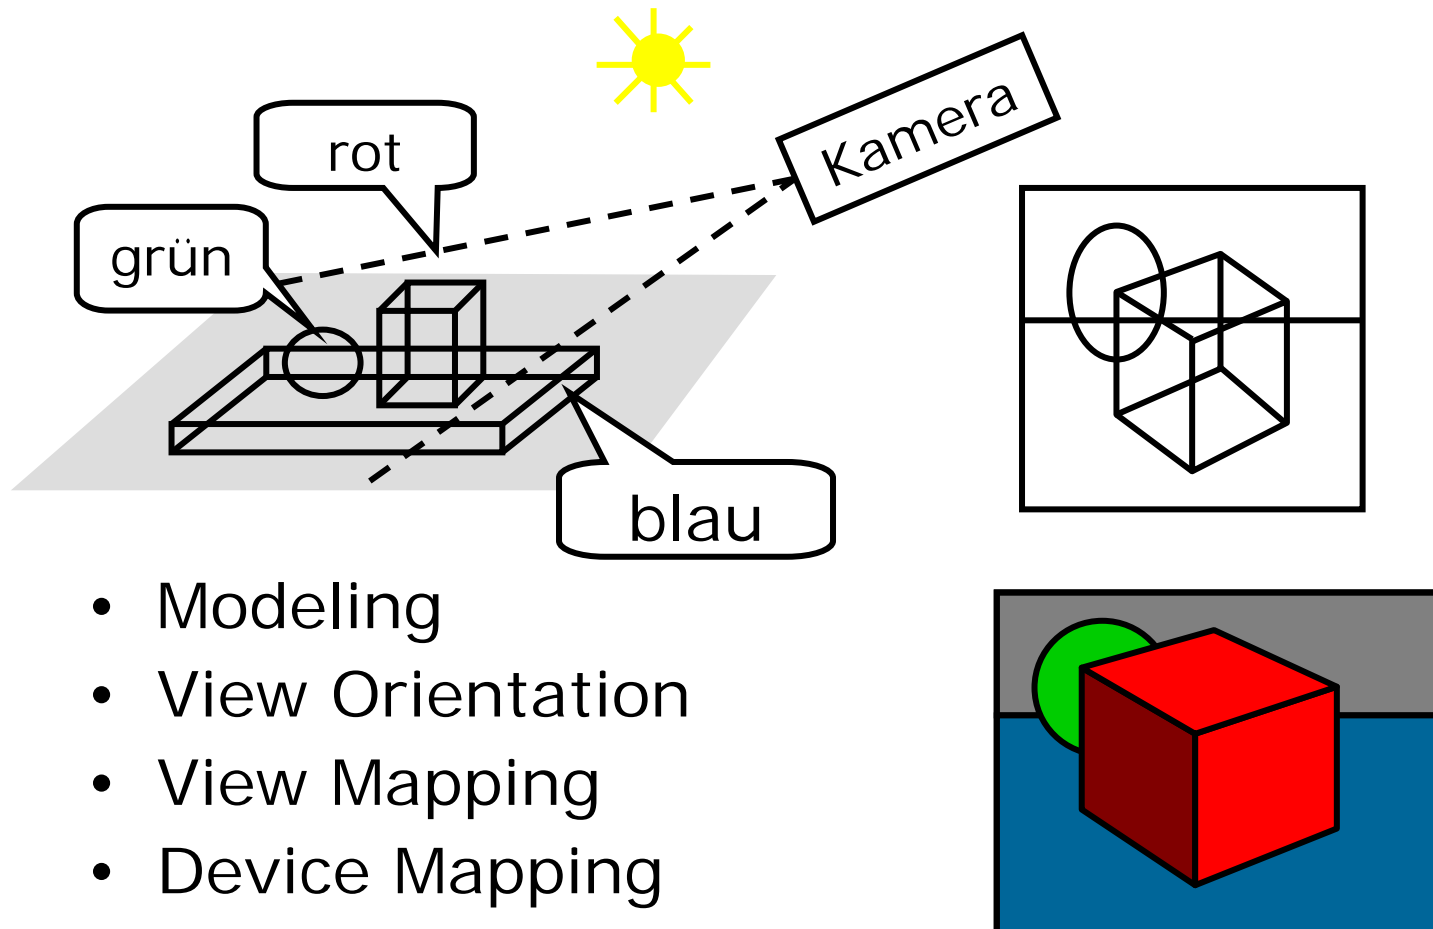 rot
Kamera
grün
blau
• Modeling
• View Orientation
• View Mapping
• Device Mapping